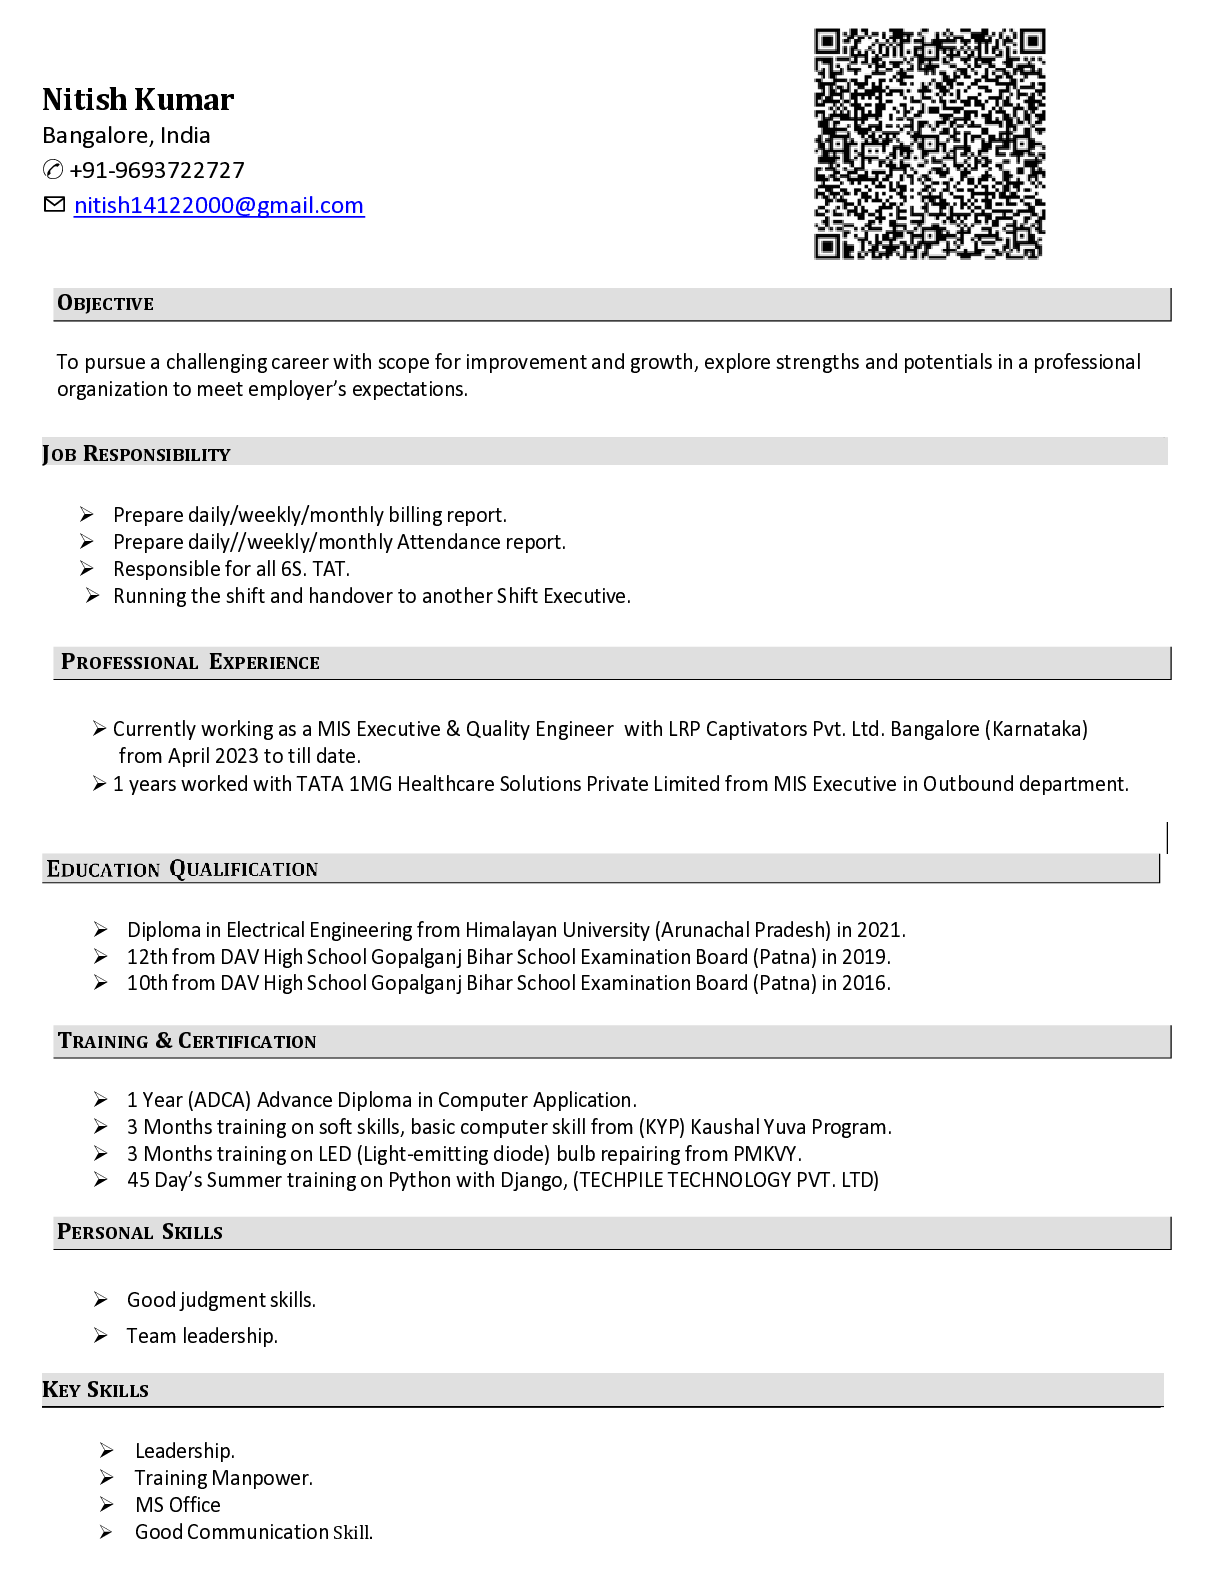 Nitish Kumar
Bangalore, India
✆ +91-9693722727
✉ nitish14122000@gmail.com
OBJECTIVE
To pursue a challenging career with scope for improvement and growth, explore strengths and potentials in a professional
organization to meet employer’s expectations.
JOB RESPONSIBILITY
➢ Prepare daily/weekly/monthly billing report.
➢ Prepare daily//weekly/monthly Attendance report.
➢ Responsible for all 6S. TAT.
➢ Running the shift and handover to another Shift Executive.
PROFESSIONAL EXPERIENCE
➢ Currently working as a MIS Executive & Quality Engineer with LRP Captivators Pvt. Ltd. Bangalore (Karnataka)
from April 2023 to till date.
➢ 1 years worked with TATA 1MG Healthcare Solutions Private Limited from MIS Executive in Outbound department.
EDUCATION QUALIFICATION
➢ Diploma in Electrical Engineering from Himalayan University (Arunachal Pradesh) in 2021.
➢ 12th from DAV High School Gopalganj Bihar School Examination Board (Patna) in 2019.
➢ 10th from DAV High School Gopalganj Bihar School Examination Board (Patna) in 2016.
TRAINING & CERTIFICATION
➢ 1 Year (ADCA) Advance Diploma in Computer Application.
➢ 3 Months training on soft skills, basic computer skill from (KYP) Kaushal Yuva Program.
➢ 3 Months training on LED (Light-emitting diode) bulb repairing from PMKVY.
➢ 45 Day’s Summer training on Python with Django, (TECHPILE TECHNOLOGY PVT. LTD)
PERSONAL SKILLS
➢ Good judgment skills.
➢ Team leadership.
KEY SKILLS
➢ Leadership.
➢ Training Manpower.
➢ MS Office
➢ Good Communication Skill.